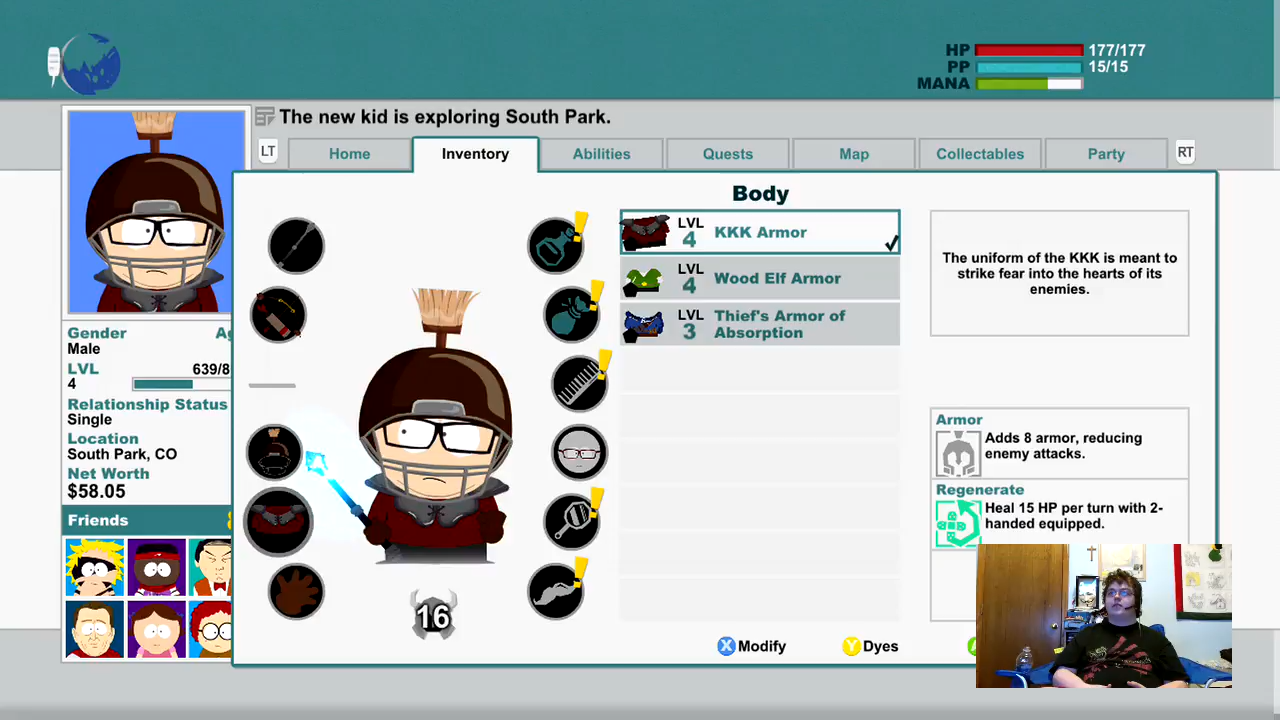 HP 177/177
PP 15/15
MANA
The new kid is exploring South Park.
LT Home Inventory Abilities Quests Map Collectables Party RT
Body
LVL 4 KKK Armor
LVL 4 Wood Elf Armor
LVL 3 Thief's Armor of
Absorption
The uniform of the KKK is meant to
strike fear into the hearts of its
enemies.
Gender
Male
LVL 639/8
4
Relationship Status
Single
Location
South Park, CO
Net Worth
$58.05
Friends
16
Armor
Adds 8 armor, reducing
enemy attacks.
Regenerate
Heal 15 HP per turn with 2-
handed equipped.
X Modify
Y Dyes